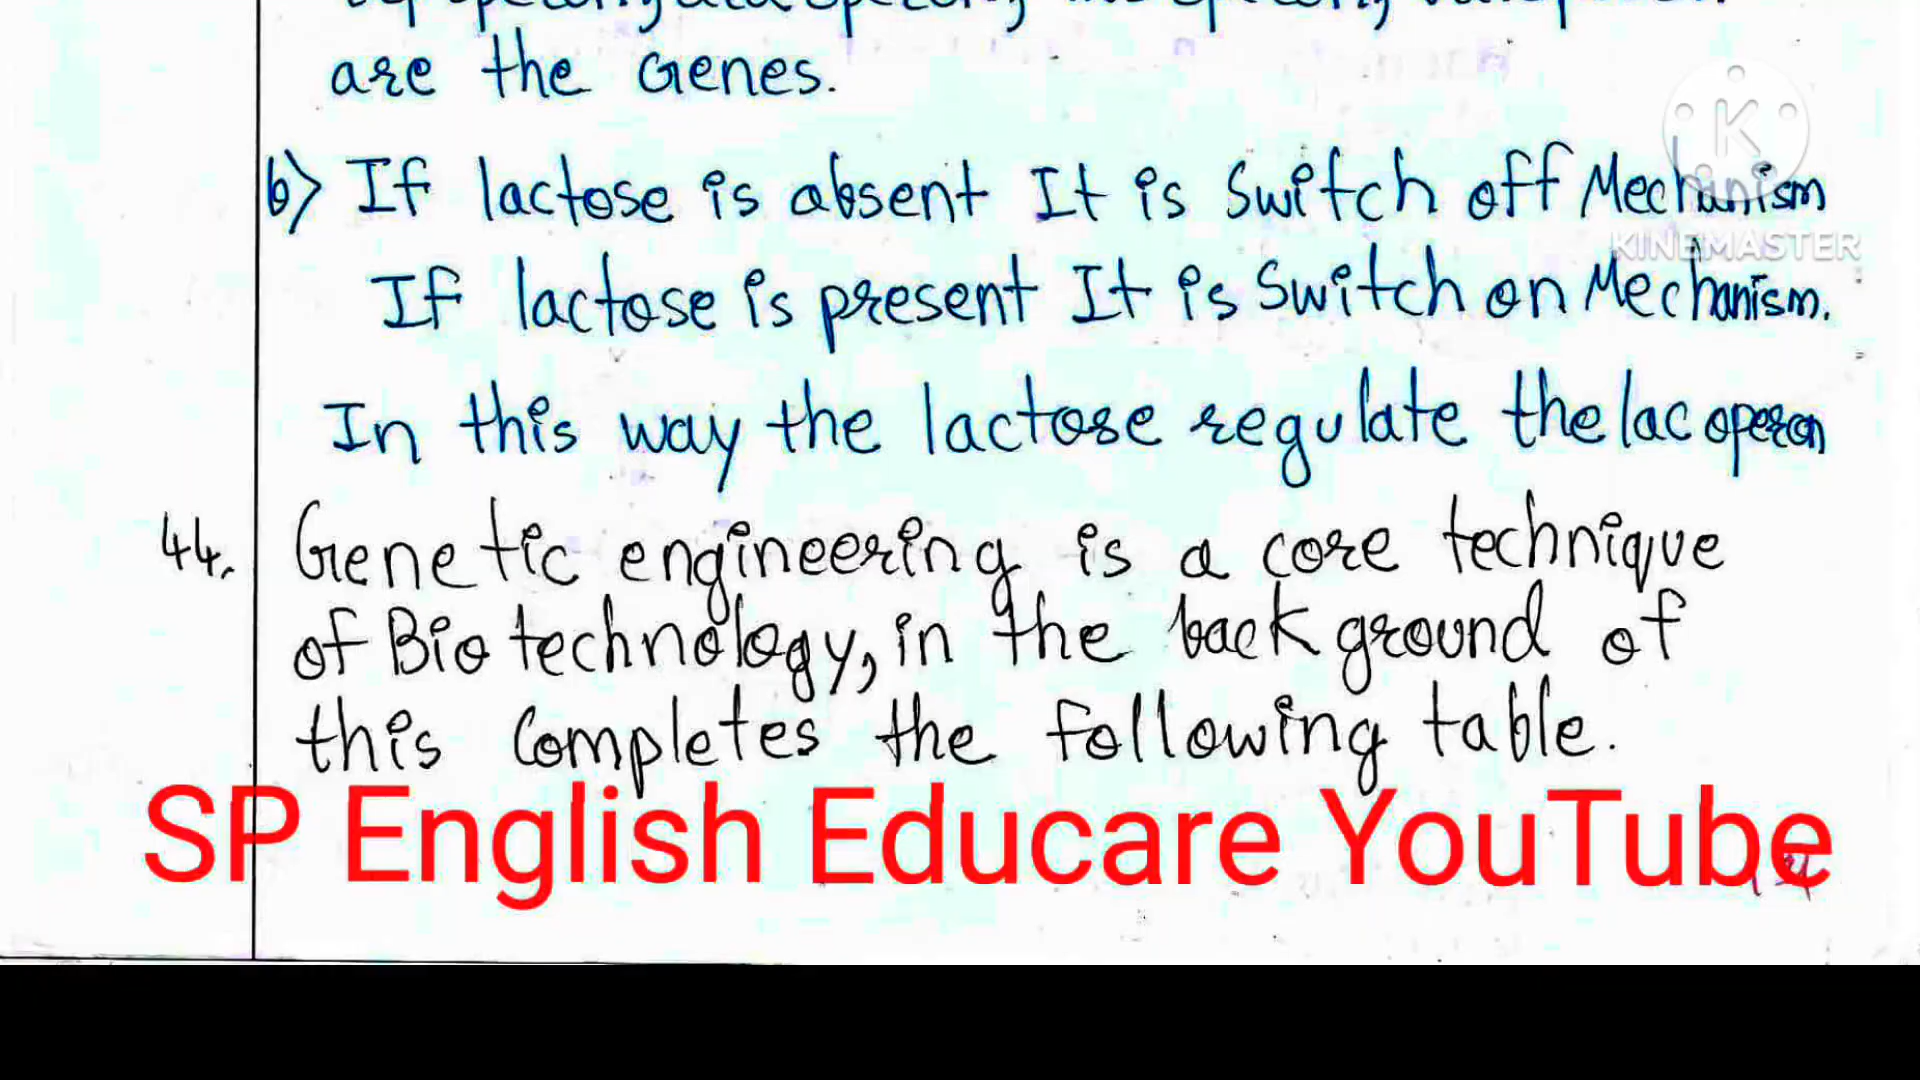 are the Genes.
b) If lactose is absent It is Switch off Mechanism
KINEMASTER
If lactose is present It is Switch on Mechanism.
In this way the lactose regulate the lac operon
44. Genetic engineering is a core technique
of Bio technology, in the back ground of
this Completes the following table.
SP English Educare YouTube